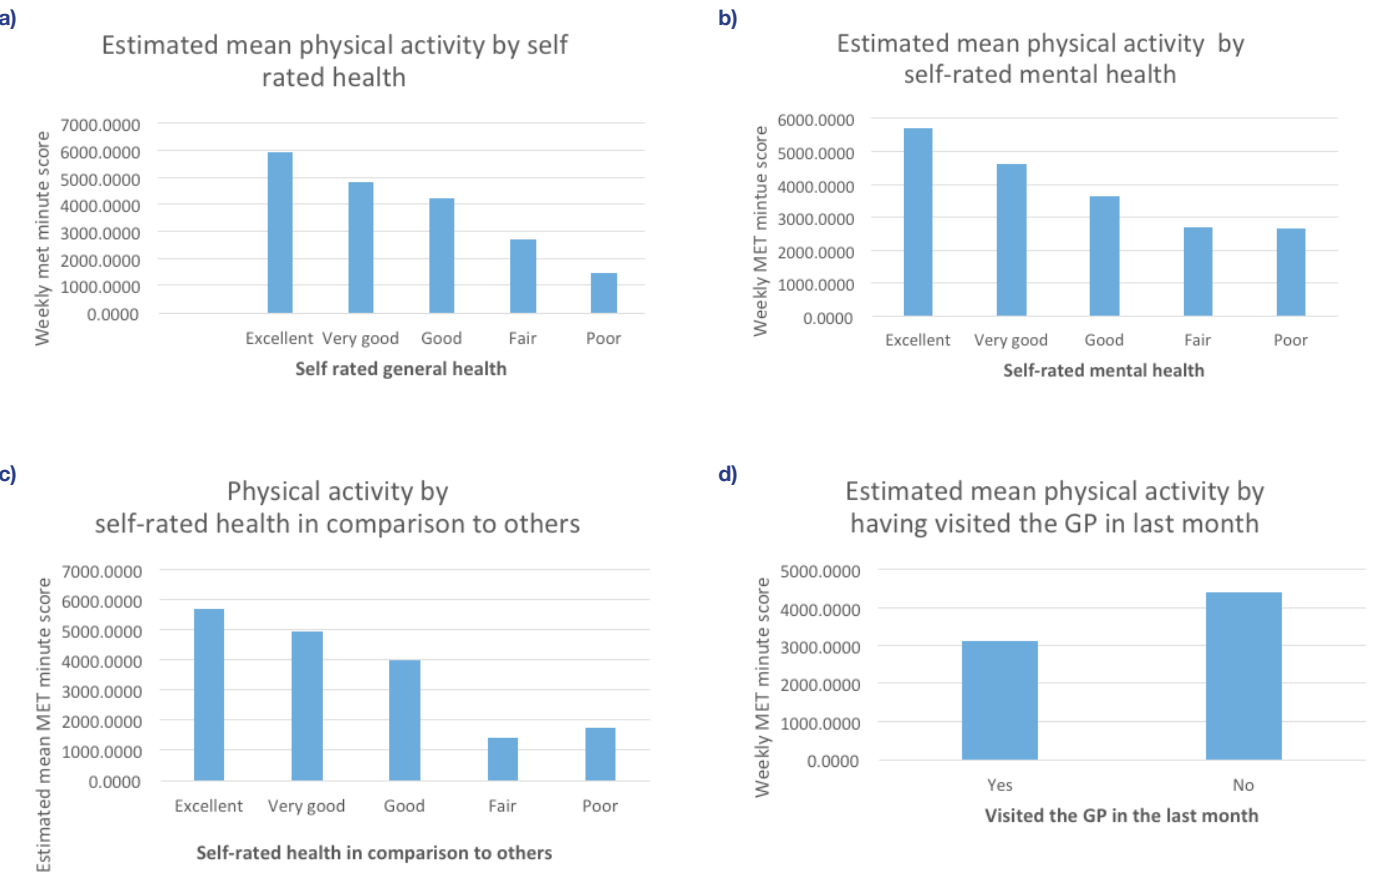 a)
Estimated mean physical activity by self
rated health
Weekly met minute score
7000.0000
6000.0000
5000.0000
4000.0000
3000.0000
2000.0000
1000.0000
0.0000
Excellent Very good Good Fair Poor
Self rated general health
b)
Estimated mean physical activity by
self-rated mental health
Weekly MET mintue score
6000.0000
5000.0000
4000.0000
3000.0000
2000.0000
1000.0000
0.0000
Excellent Very good Good Fair Poor
Self-rated mental health
c)
Physical activity by
self-rated health in comparison to others
Estimated mean MET minute score
7000.0000
6000.0000
5000.0000
4000.0000
3000.0000
2000.0000
1000.0000
0.0000
Excellent Very good Good Fair Poor
Self-rated health in comparison to others
d)
Estimated mean physical activity by
having visited the GP in last month
Weekly MET minute score
5000.0000
4000.0000
3000.0000
2000.0000
1000.0000
0.0000
Yes No
Visited the GP in the last month